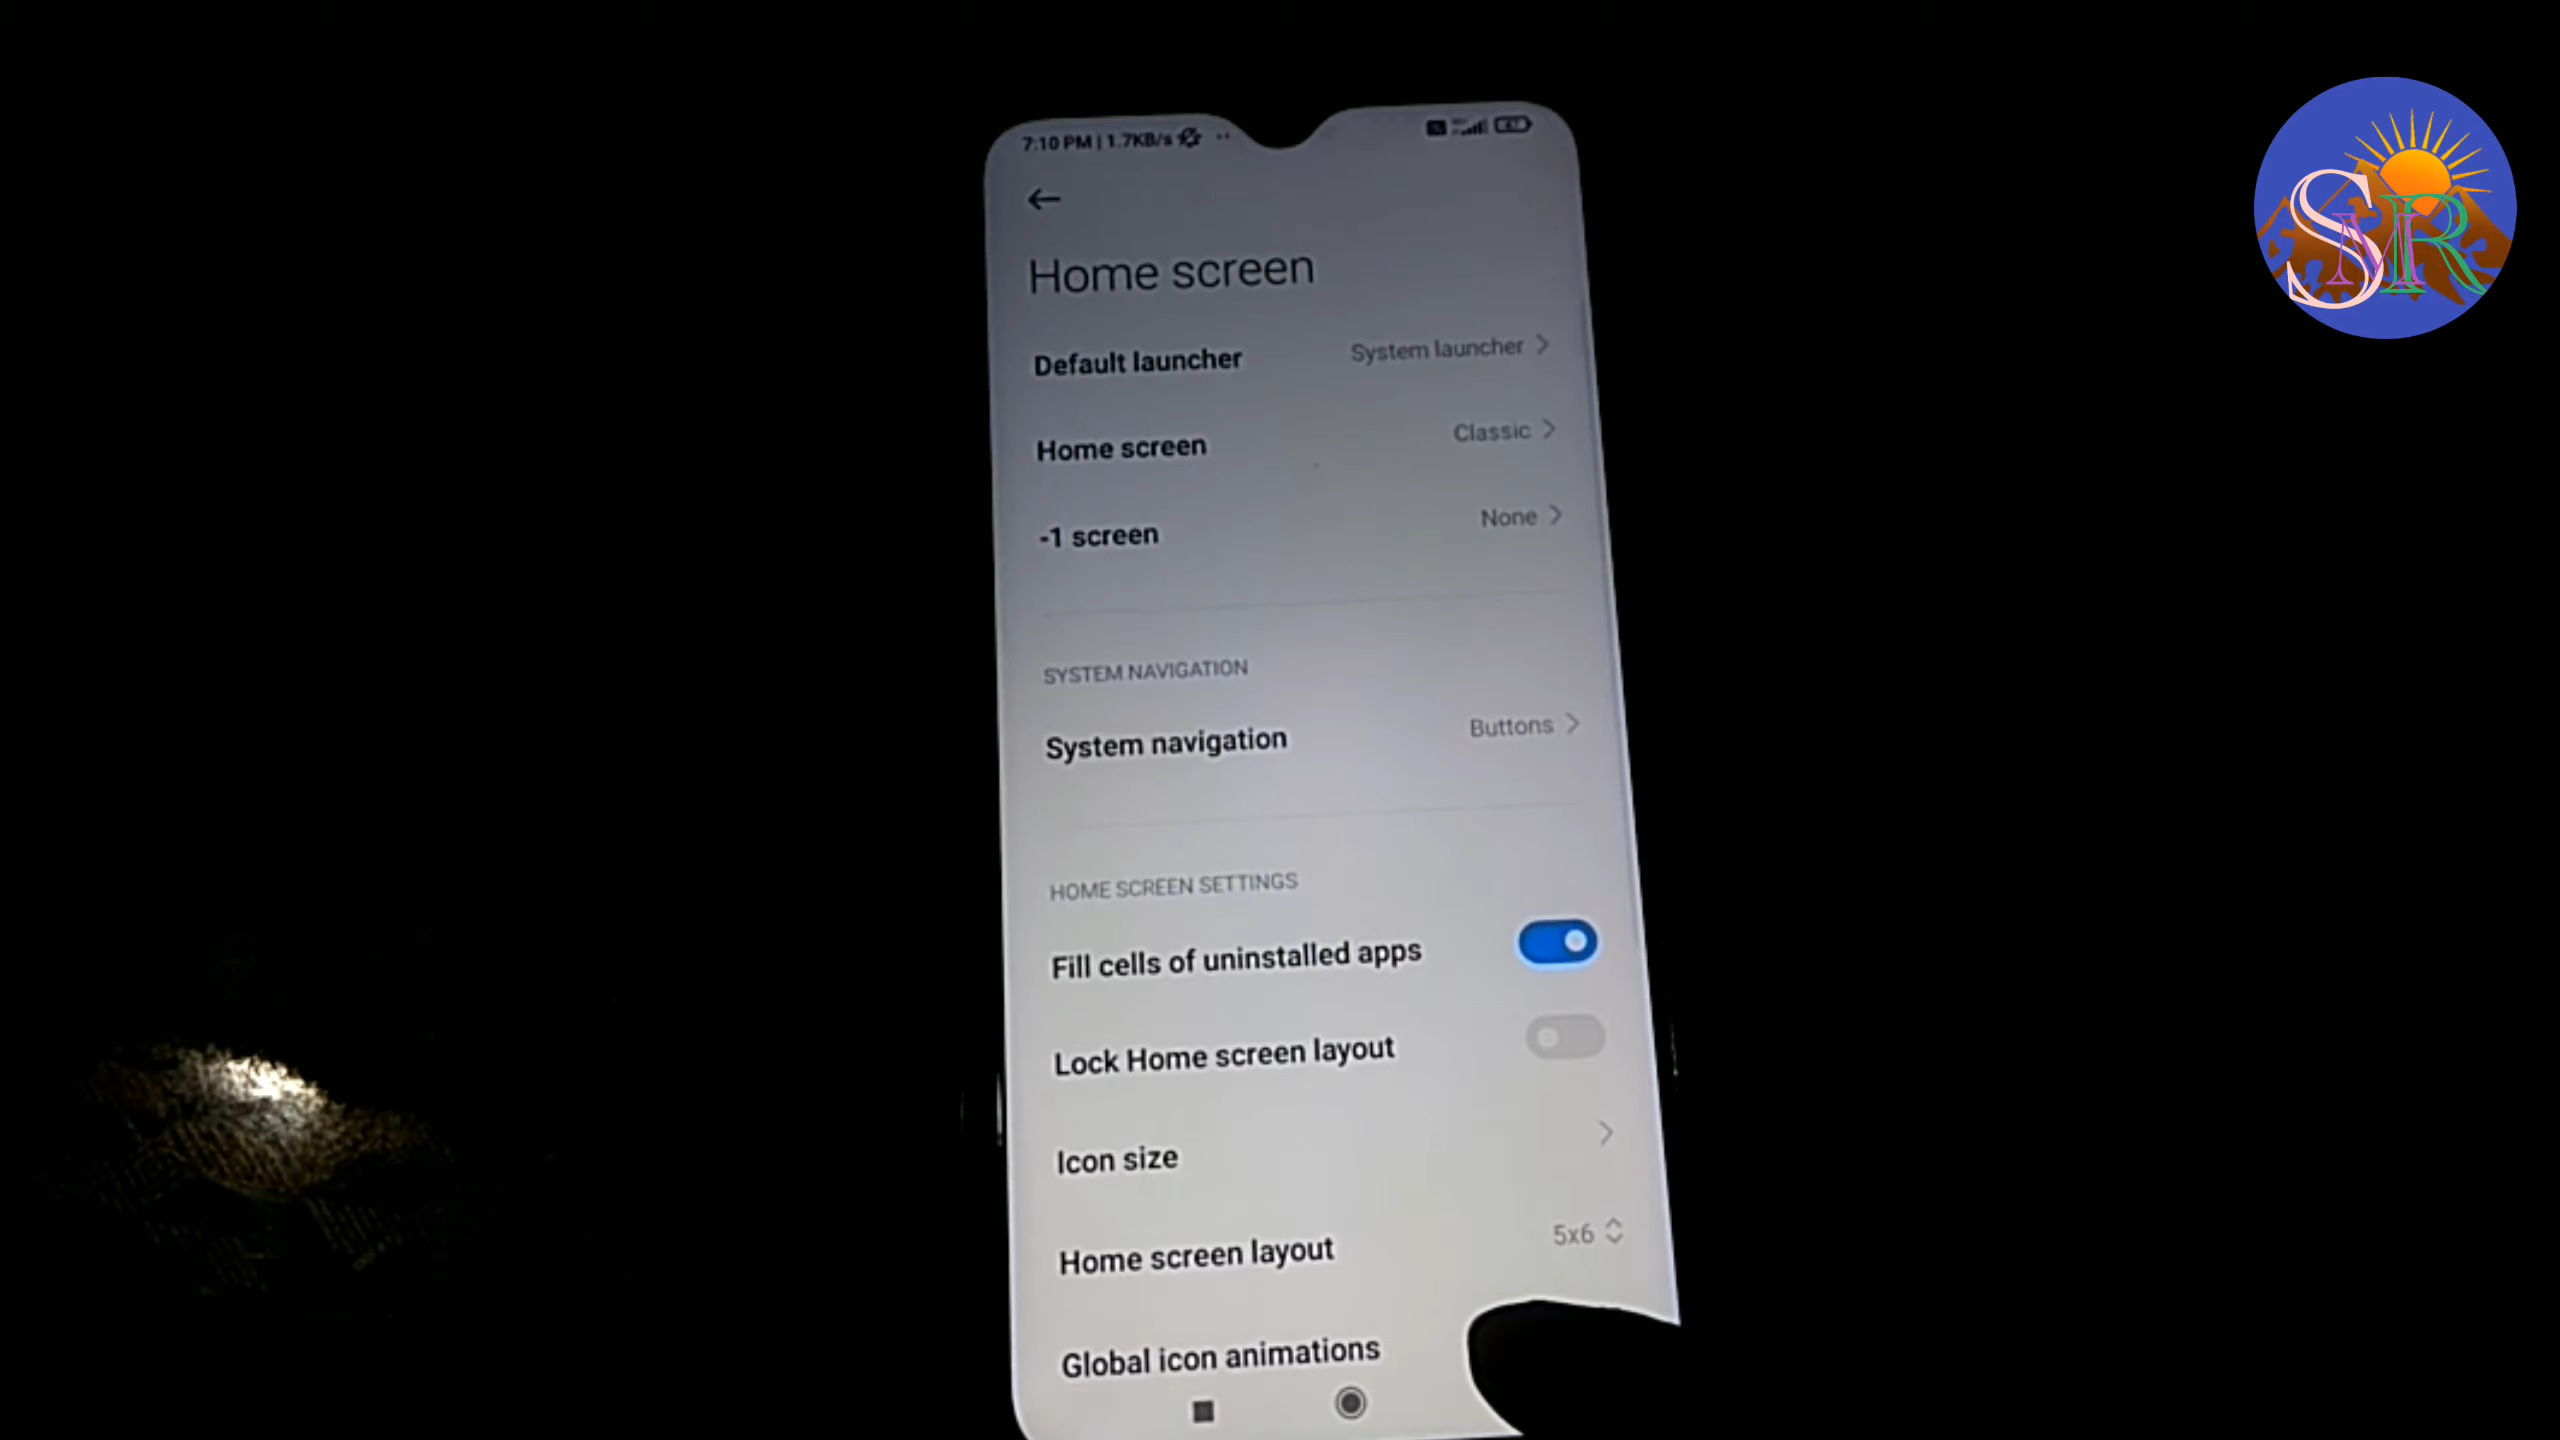 7:10 PM | 1.7KB/s
Home screen
Default launcher System launcher
Home screen Classic
-1 screen None
SYSTEM NAVIGATION
System navigation Buttons
HOME SCREEN SETTINGS
Fill cells of uninstalled apps
Lock Home screen layout
Icon size
Home screen layout 5x6
Global icon animations
SMR